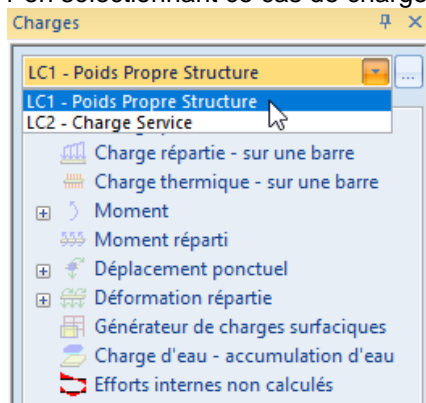 Charges
LC1 - Poids Propre Structure
...
LC1 - Poids Propre Structure
LC2 - Charge Service
Charge répartie - sur une barre
Charge thermique - sur une barre
Moment
Moment réparti
Déplacement ponctuel
Déformation répartie
Générateur de charges surfaciques
Charge d'eau - accumulation d'eau
Efforts internes non calculés